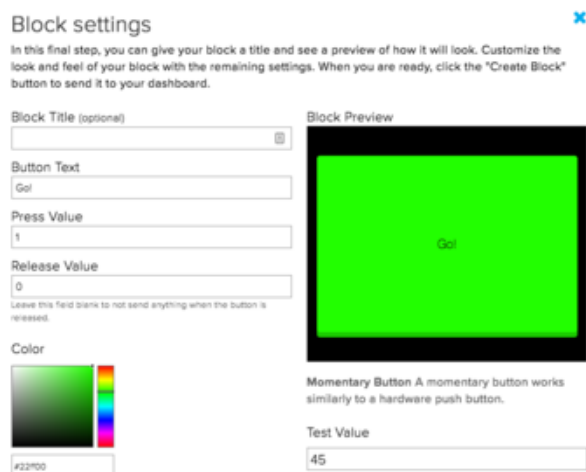 Block settings
In this final step, you can give your block a title and see a preview of how it will look. Customize the
look and feel of your block with the remaining settings. When you are ready, click the "Create Block"
button to send it to your dashboard.
Block Title (optional)
Button Text
Go!
Press Value
1
Release Value
0
Leave this field blank to not send anything when the button is
released.
Color
#22ff00
Block Preview
Go!
Momentary Button A momentary button works
similarly to a hardware push button.
Test Value
45